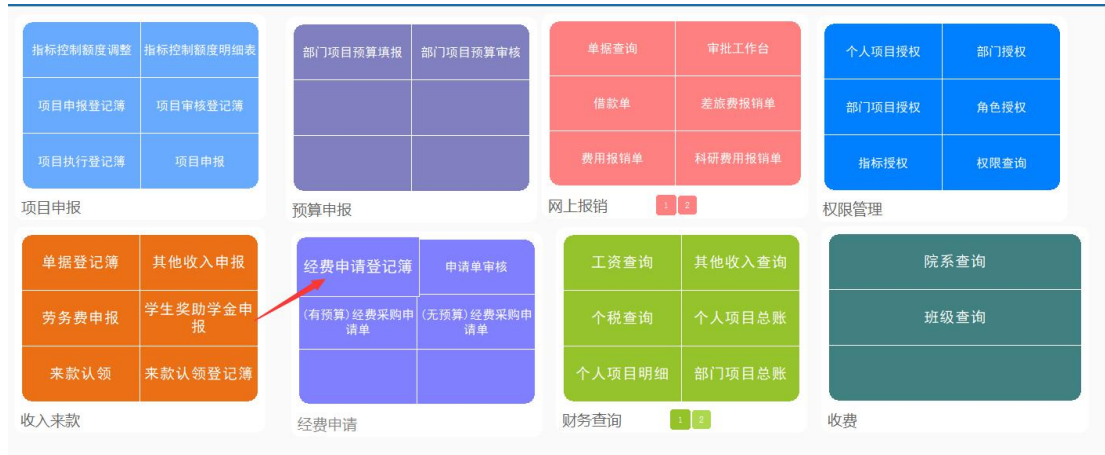 指标控制额度调整 指标控制额度明细表
项目申报登记簿 项目审核登记簿
项目执行登记簿 项目申报
项目申报
部门项目预算填报 部门项目预算审核
预算申报
单据查询 审批工作台
借款单 差旅费报销单
费用报销单 科研费用报销单
网上报销 1 2
个人项目授权 部门授权
部门项目授权 角色授权
指标授权 权限查询
权限管理
单据登记簿 其他收入申报
劳务费申报 学生奖助学金申
报
来款认领 来款认领登记簿
收入来款
经费申请登记簿 申请单审核
(有预算)经费采购申 (无预算)经费采购申
请单 请单
经费申请
工资查询 其他收入查询
个税查询 个人项目总账
个人项目明细 部门项目总账
财务查询 1 2
院系查询
班级查询
收费